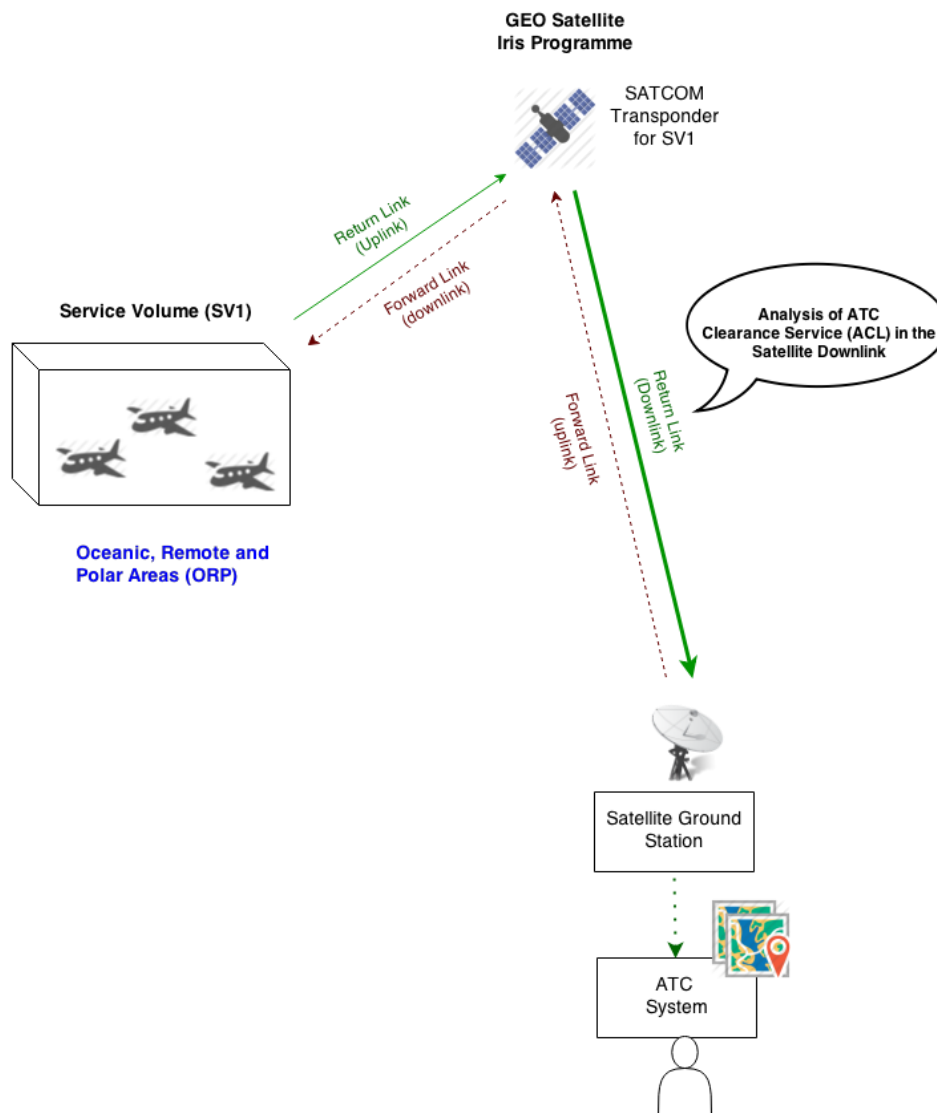 GEO Satellite
Iris Programme
SATCOM
Transponder
for SV1
Return Link
(Uplink)
Forward Link
(downlink)
Service Volume (SV1)
Analysis of ATC
Clearance Service (ACL) in the
Satellite Downlink
Return Link
(Downlink)
Forward Link
(uplink)
Oceanic, Remote and
Polar Areas (ORP)
Satellite Ground
Station
ATC
System